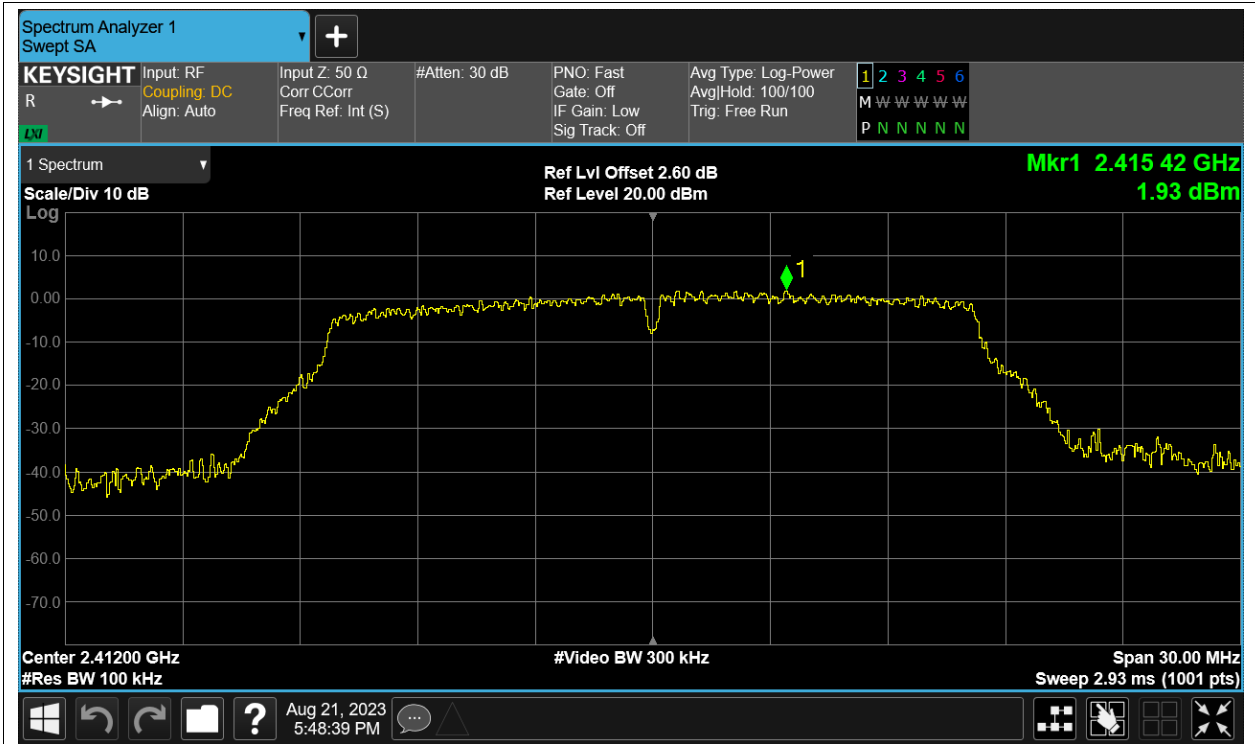 Spectrum Analyzer 1
Swept SA
+
KEYSIGHT
R
LXI
Input: RF
Coupling: DC
Align: Auto
Input Z: 50 Ω
Corr CCorr
Freq Ref: Int (S)
#Atten: 30 dB
PNO: Fast
Gate: Off
IF Gain: Low
Sig Track: Off
Avg Type: Log-Power
Avg|Hold: 100/100
Trig: Free Run
1 2 3 4 5 6
M W W W W W
P N N N N N
1 Spectrum
Scale/Div 10 dB
Log
Ref Lvl Offset 2.60 dB
Ref Level 20.00 dBm
Mkr1 2.415 42 GHz
1.93 dBm
10.0
0.00
-10.0
-20.0
-30.0
-40.0
-50.0
-60.0
-70.0
1
Center 2.41200 GHz
#Res BW 100 kHz
#Video BW 300 kHz
Span 30.00 MHz
Sweep 2.93 ms (1001 pts)
?
Aug 21, 2023
5:48:39 PM